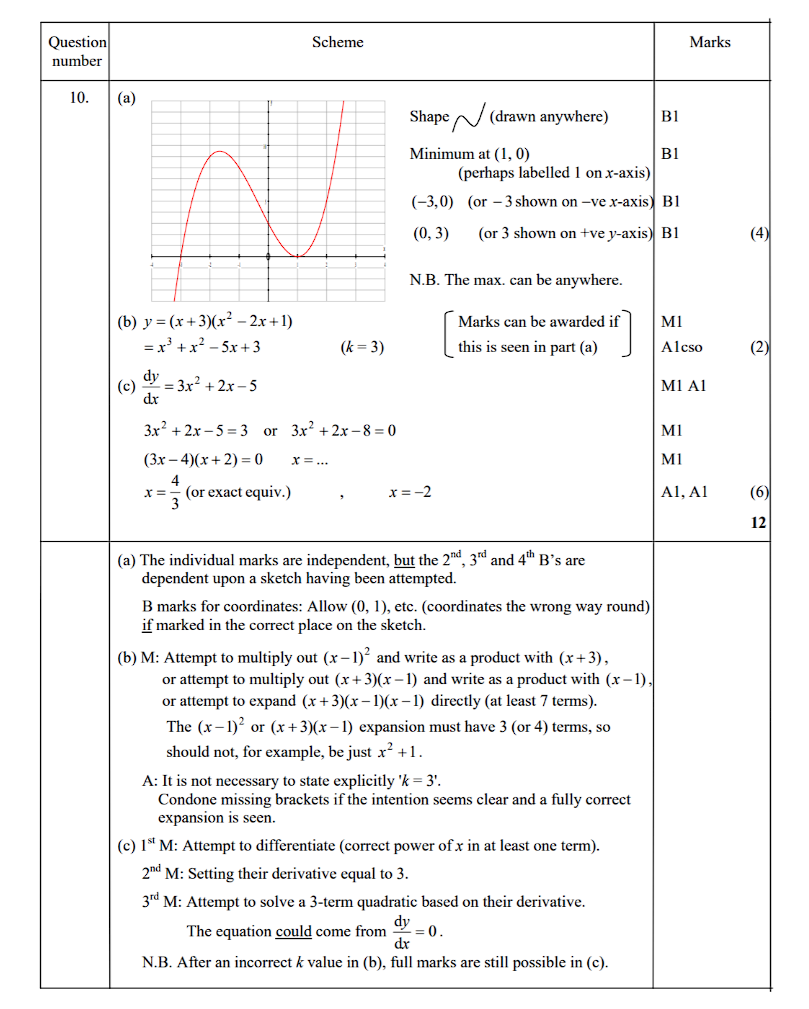 Question number Scheme Marks
10. (a)
Shape (drawn anywhere) B1
Minimum at (1, 0) B1
(perhaps labelled 1 on x-axis)
(–3,0) (or – 3 shown on –ve x-axis) B1
(0, 3) (or 3 shown on +ve y-axis) B1 (4)
N.B. The max. can be anywhere.
(b) y = (x + 3)(x² – 2x + 1) Marks can be awarded if M1
= x³ + x² – 5x + 3 (k = 3) this is seen in part (a) A1cso (2)
(c) dy/dx = 3x² + 2x – 5 M1 A1
3x² + 2x – 5 = 3 or 3x² + 2x – 8 = 0 M1
(3x – 4)(x + 2) = 0 x = ... M1
x = 4/3 (or exact equiv.) , x = –2 A1, A1 (6)
12
(a) The individual marks are independent, but the 2nd, 3rd and 4th B's are
dependent upon a sketch having been attempted.
B marks for coordinates: Allow (0, 1), etc. (coordinates the wrong way round)
if marked in the correct place on the sketch.
(b) M: Attempt to multiply out (x – 1)² and write as a product with (x + 3),
or attempt to multiply out (x + 3)(x – 1) and write as a product with (x – 1),
or attempt to expand (x + 3)(x – 1)(x – 1) directly (at least 7 terms).
The (x – 1)² or (x + 3)(x – 1) expansion must have 3 (or 4) terms, so
should not, for example, be just x² + 1.
A: It is not necessary to state explicitly 'k = 3'.
Condone missing brackets if the intention seems clear and a fully correct
expansion is seen.
(c) 1st M: Attempt to differentiate (correct power of x in at least one term).
2nd M: Setting their derivative equal to 3.
3rd M: Attempt to solve a 3-term quadratic based on their derivative.
The equation could come from dy/dx = 0.
N.B. After an incorrect k value in (b), full marks are still possible in (c).